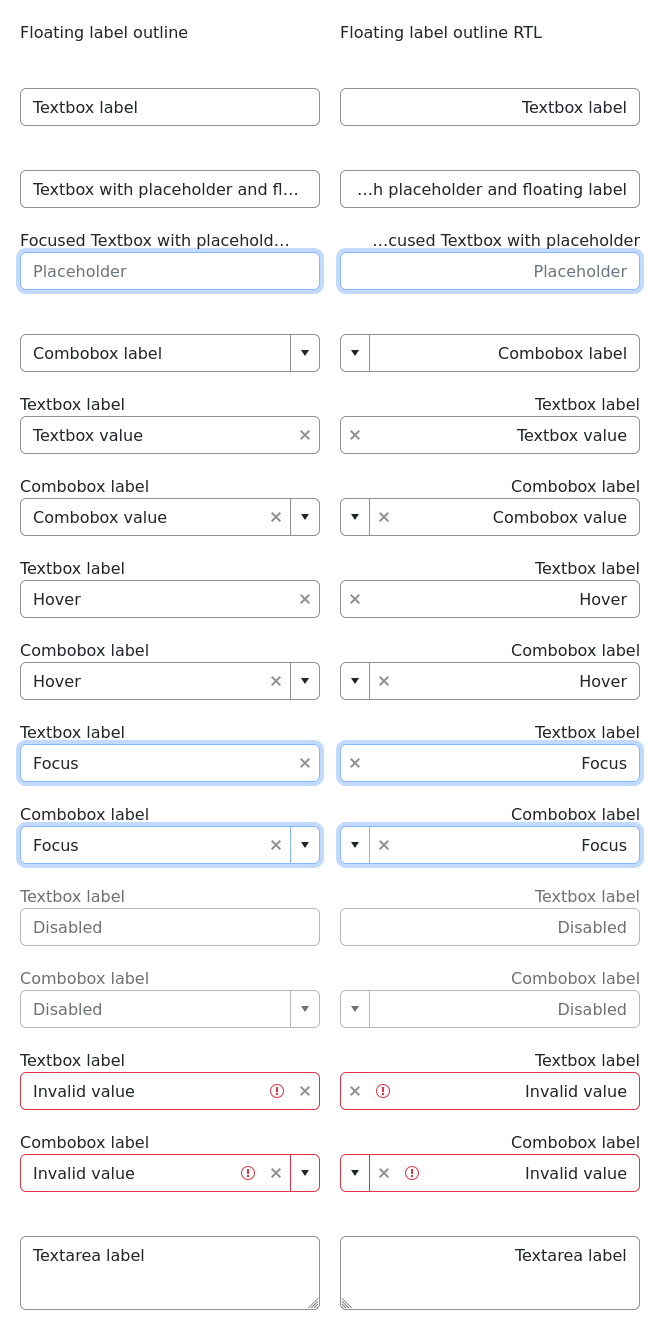 Floating label outline
Floating label outline RTL
Textbox label
Textbox label
Textbox with placeholder and fl…
…h placeholder and floating label
Focused Textbox with placehold…
…cused Textbox with placeholder
Placeholder
Placeholder
Combobox label
Combobox label
Textbox label
Textbox label
Textbox value
Textbox value
Combobox label
Combobox label
Combobox value
Combobox value
Textbox label
Textbox label
Hover
Hover
Combobox label
Combobox label
Hover
Hover
Textbox label
Textbox label
Focus
Focus
Combobox label
Combobox label
Focus
Focus
Textbox label
Textbox label
Disabled
Disabled
Combobox label
Combobox label
Disabled
Disabled
Textbox label
Textbox label
Invalid value
Invalid value
Combobox label
Combobox label
Invalid value
Invalid value
Textarea label
Textarea label